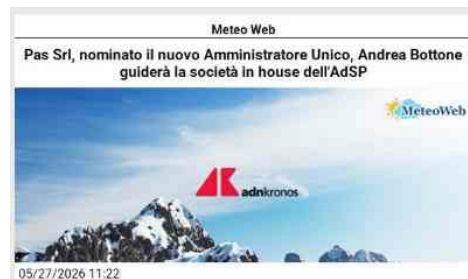 Meteo Web
Pas Srl, nominato il nuovo Amministratore Unico, Andrea Bottone
guiderà la società in house dell'AdSP
MeteoWeb
adnkronos
05/27/2026 11:22